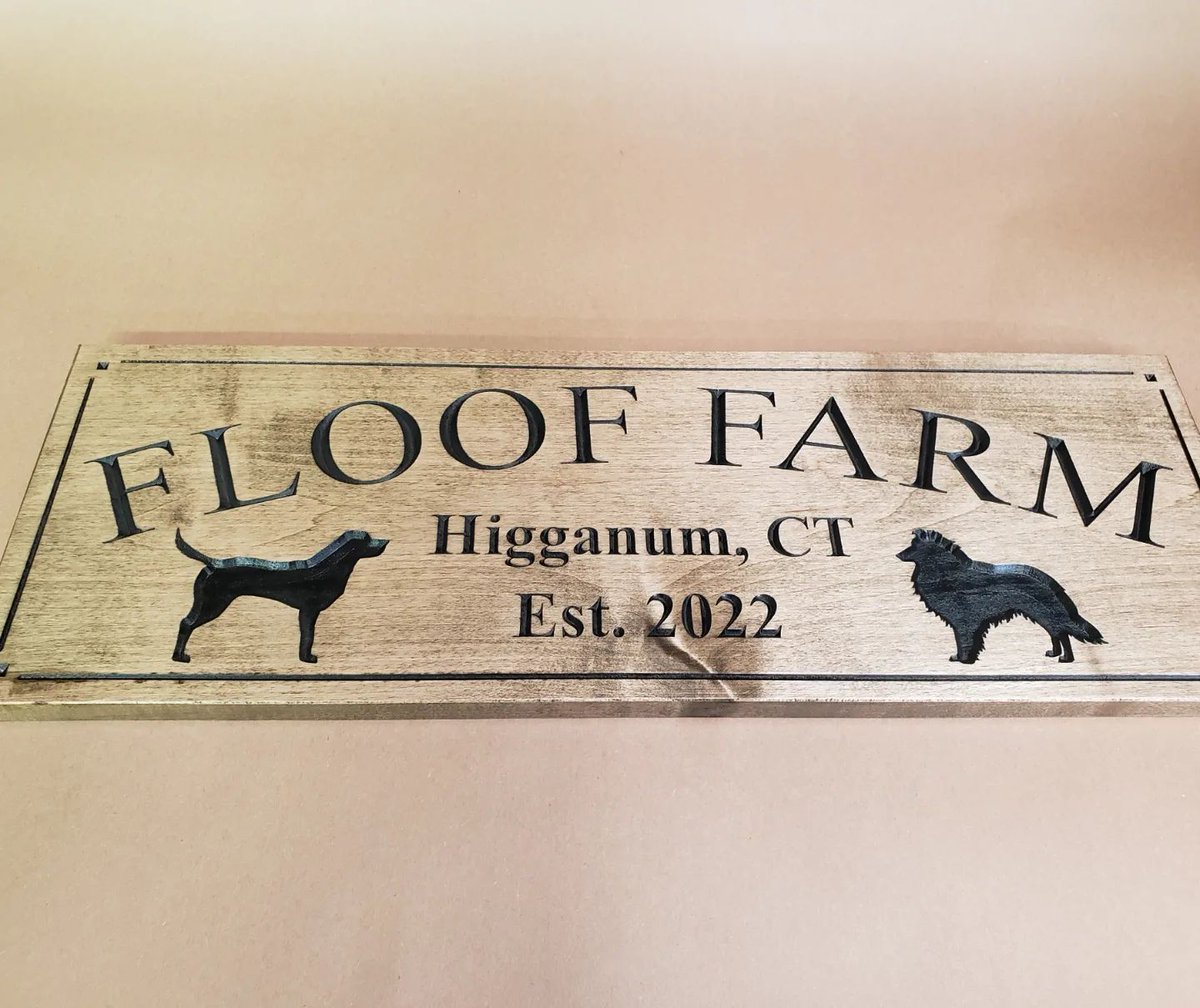 FLOOF FARM
Higganum, CT
Est. 2022